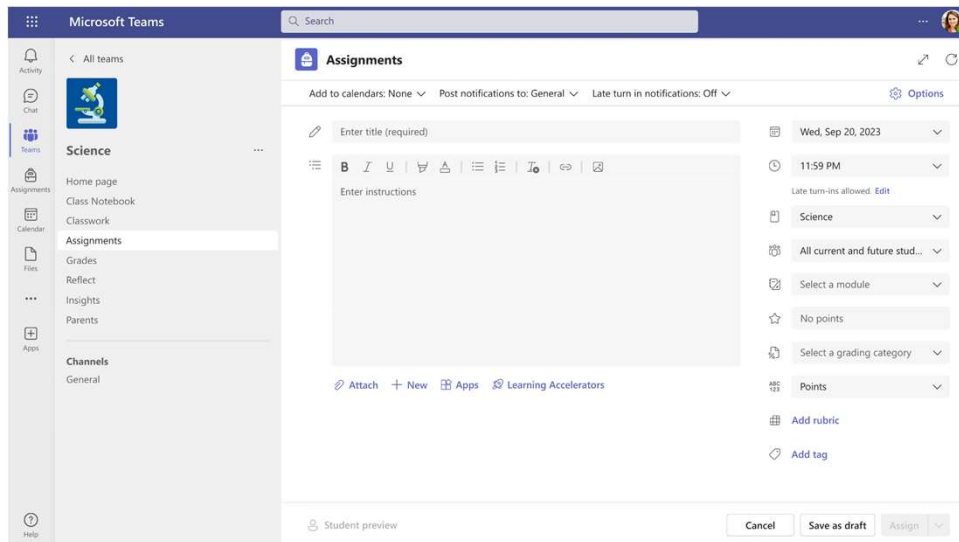 Microsoft Teams
Search
Activity
Chat
Teams
Assignments
Calendar
Files
Apps
Help
All teams
Science
Home page
Class Notebook
Classwork
Assignments
Grades
Reflect
Insights
Parents
Channels
General
Assignments
Add to calendars: None Post notifications to: General Late turn in notifications: Off Options
Enter title (required)
B I U
Enter instructions
Attach New Apps Learning Accelerators
Wed, Sep 20, 2023
11:59 PM
Late turn-ins allowed. Edit
Science
All current and future stud...
Select a module
No points
Select a grading category
ABC
123
Points
Add rubric
Add tag
Student preview
Cancel Save as draft Assign